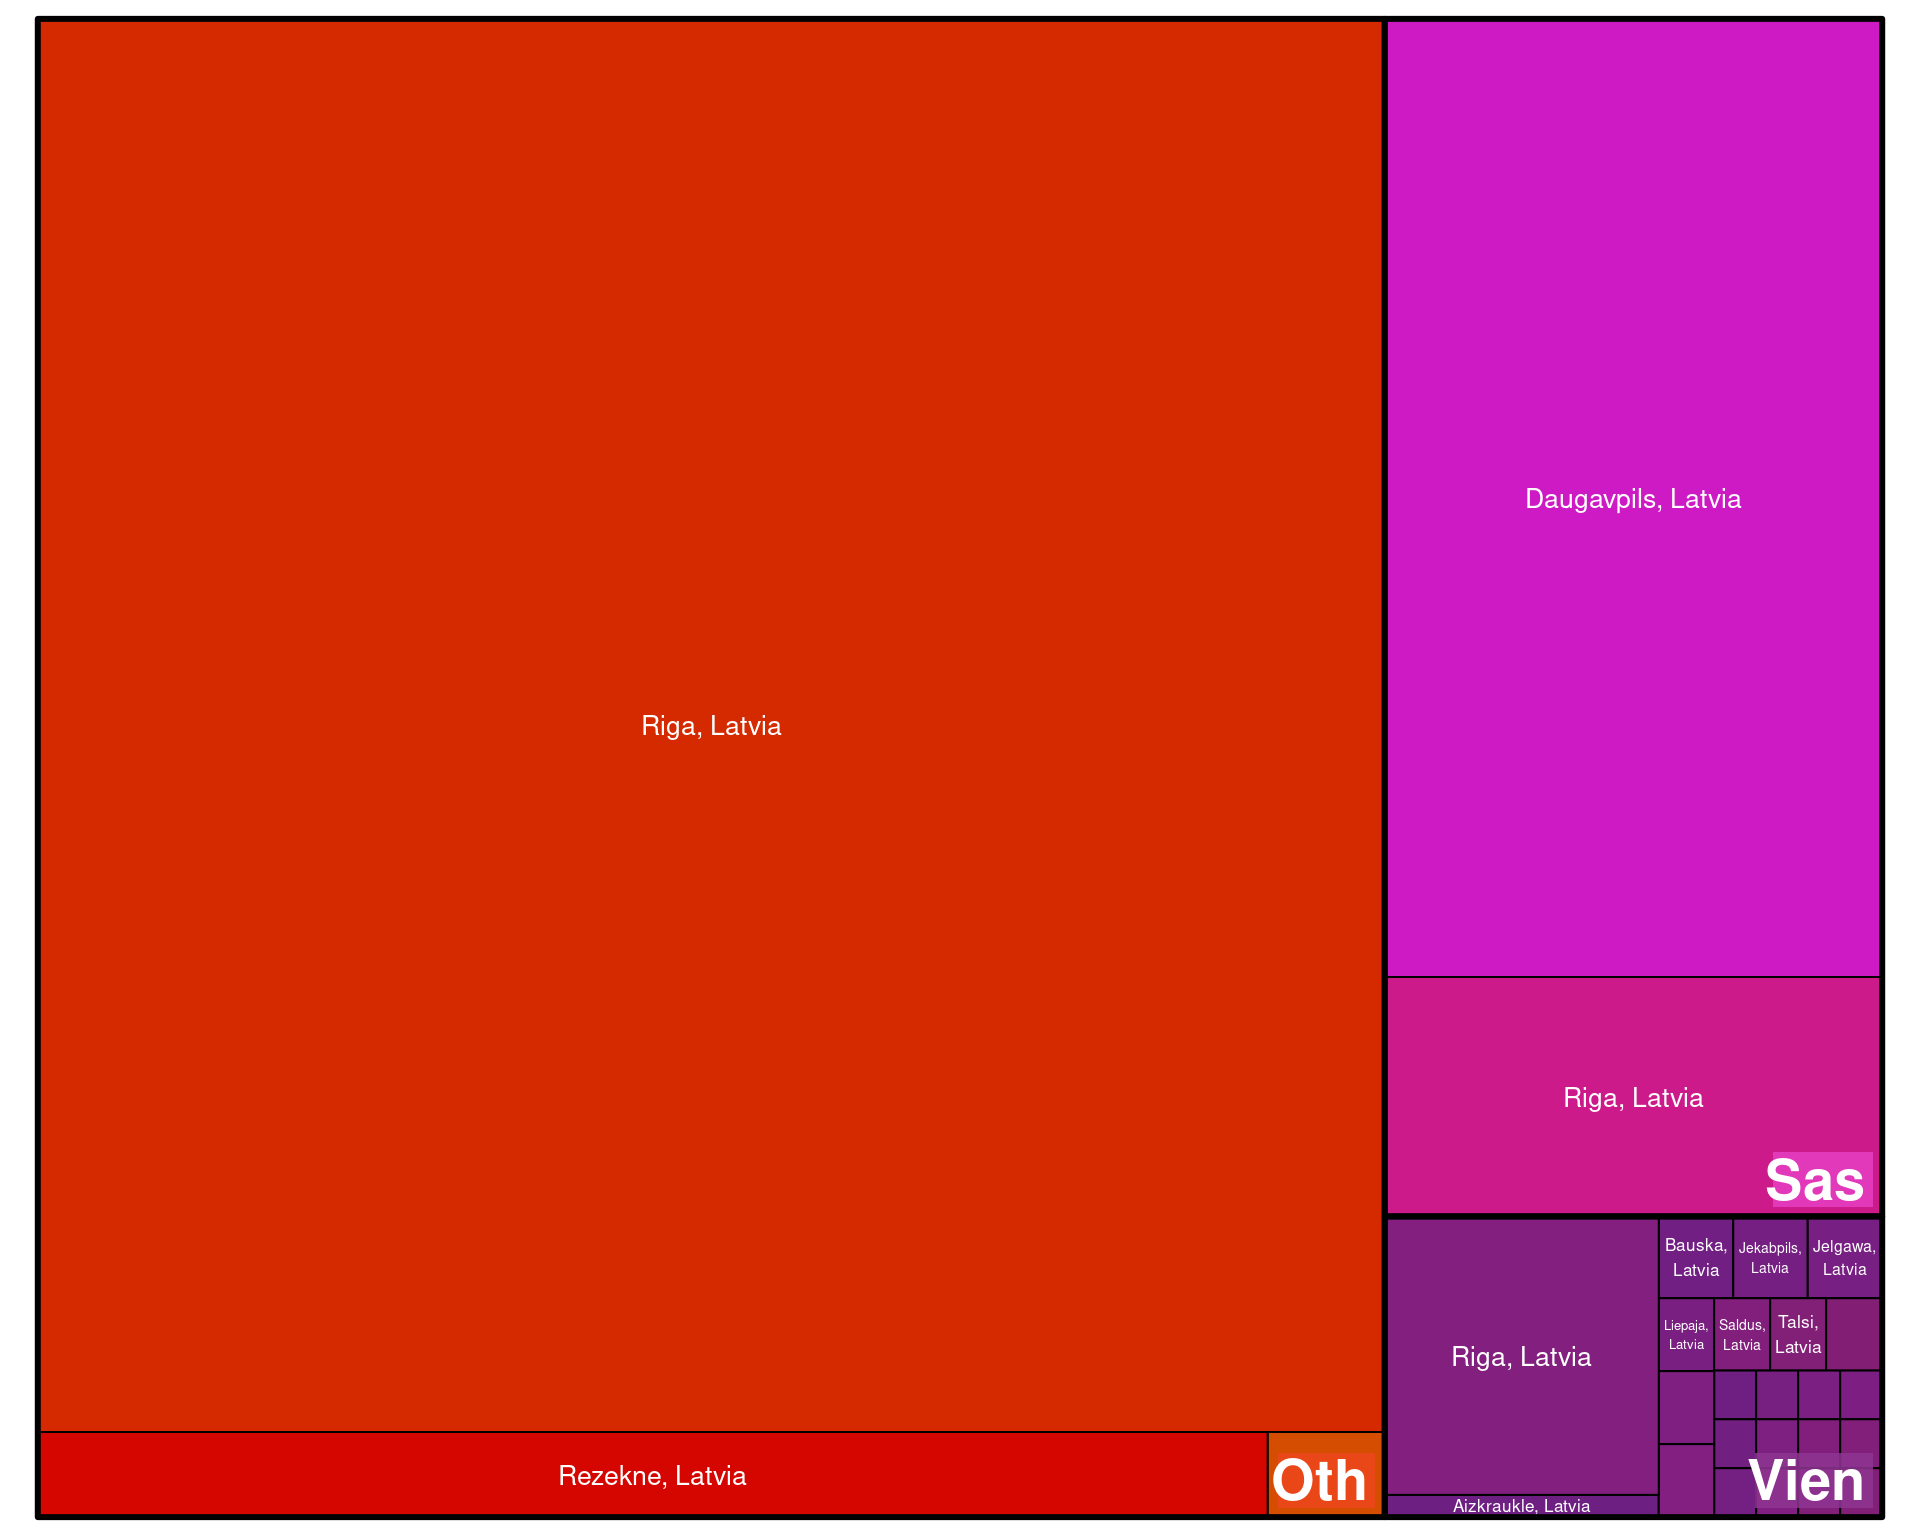 Riga, Latvia
Rezekne, Latvia
Oth
Daugavpils, Latvia
Riga, Latvia
Sas
Riga, Latvia
Aizkraukle, Latvia
Bauska,
Latvia
Jekabpils,
Latvia
Jelgawa,
Latvia
Liepaja,
Latvia
Saldus,
Latvia
Talsi,
Latvia
Vien